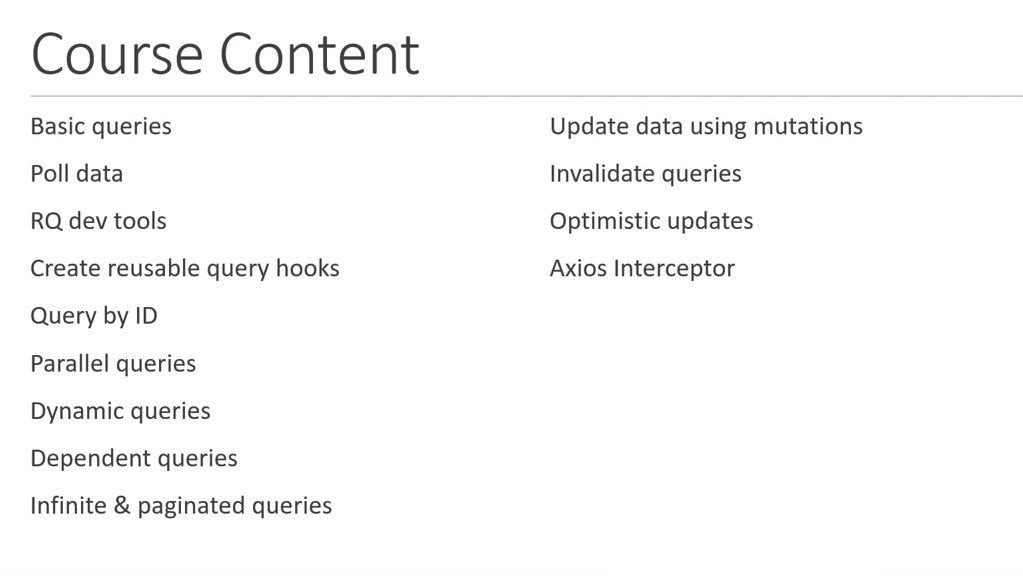 Course Content
Basic queries
Poll data
RQ dev tools
Create reusable query hooks
Query by ID
Parallel queries
Dynamic queries
Dependent queries
Infinite & paginated queries
Update data using mutations
Invalidate queries
Optimistic updates
Axios Interceptor